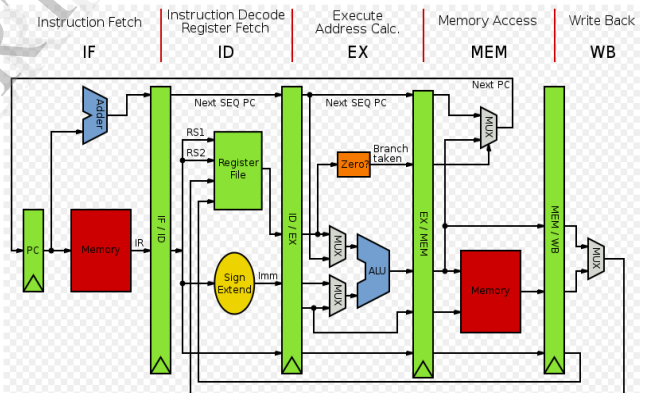 Instruction Fetch
IF
Instruction Decode
Register Fetch
ID
Execute
Address Calc.
EX
Memory Access
MEM
Write Back
WB
Next PC
Adder
Next SEQ PC
Next SEQ PC
MUX
RS1
RS2
Register
File
Branch
taken
Zero?
IF / ID
ID / EX
EX / MEM
MEM / WB
PC
Memory
IR
MUX
ALU
MUX
Sign
Extend
Imm
MUX
Memory